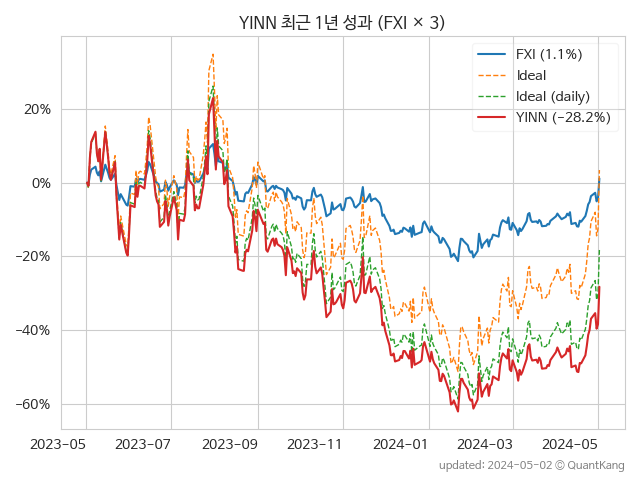 YINN 최근 1년 성과 (FXI × 3)
FXI (1.1%)
Ideal
Ideal (daily)
YINN (−28.2%)
20%
0%
−20%
−40%
−60%
2023-05 2023-07 2023-09 2023-11 2024-01 2024-03 2024-05
updated: 2024-05-02 © QuantKang